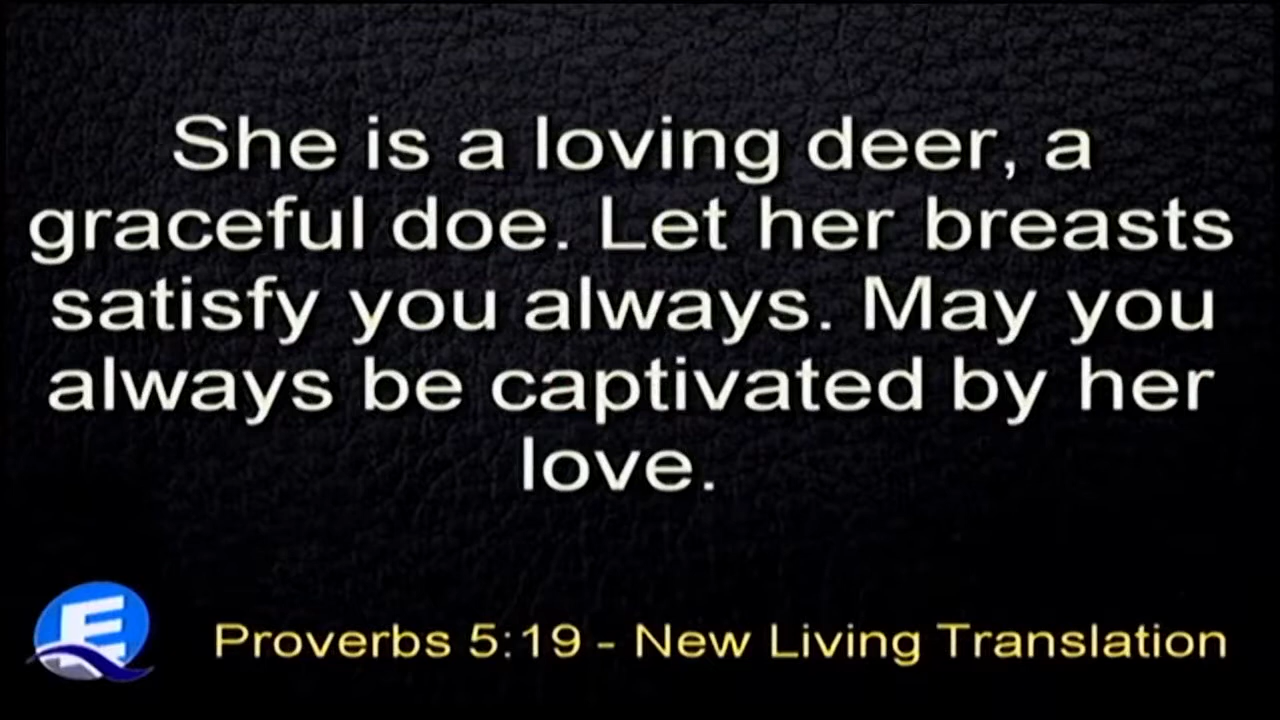 She is a loving deer, a
graceful doe. Let her breasts
satisfy you always. May you
always be captivated by her
love.
E
Proverbs 5:19 - New Living Translation